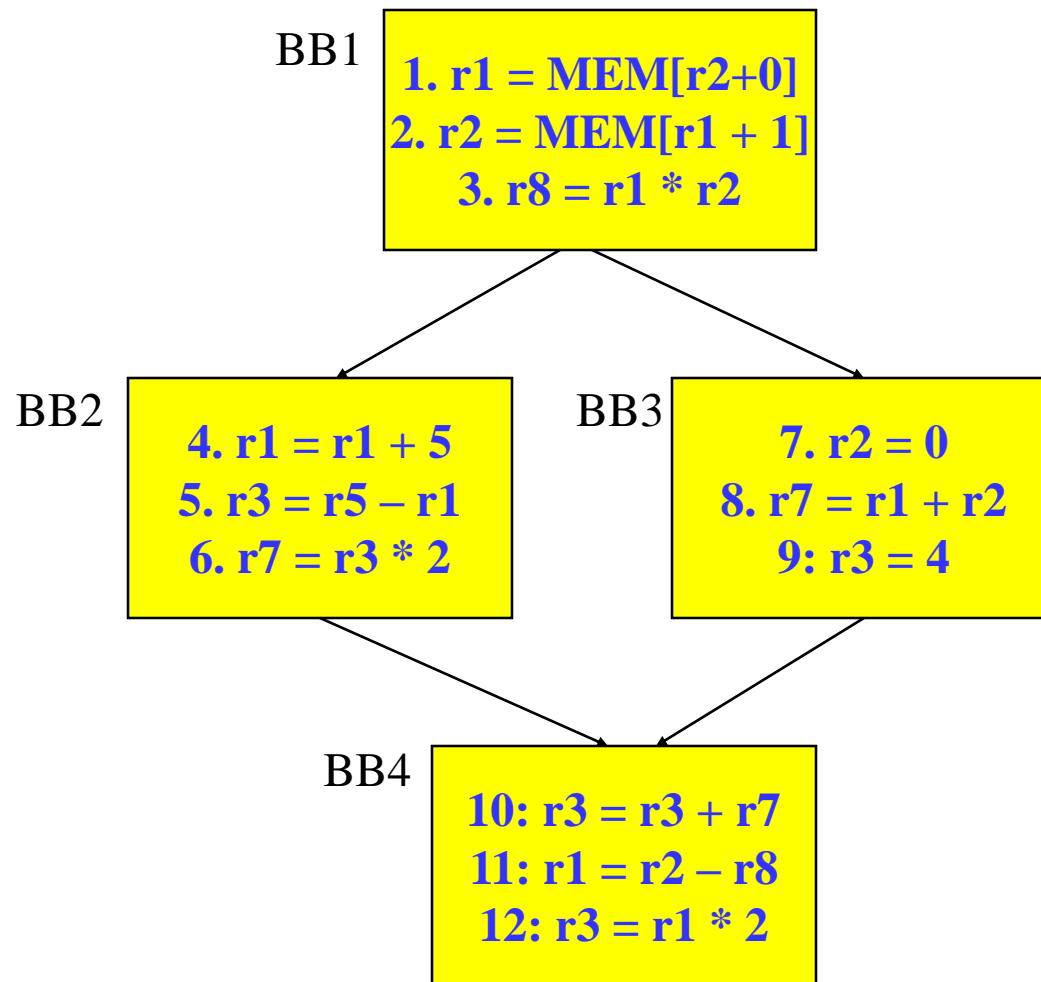 BB1
1. r1 = MEM[r2+0]
2. r2 = MEM[r1 + 1]
3. r8 = r1 * r2
BB2
4. r1 = r1 + 5
5. r3 = r5 – r1
6. r7 = r3 * 2
BB3
7. r2 = 0
8. r7 = r1 + r2
9: r3 = 4
BB4
10: r3 = r3 + r7
11: r1 = r2 – r8
12: r3 = r1 * 2